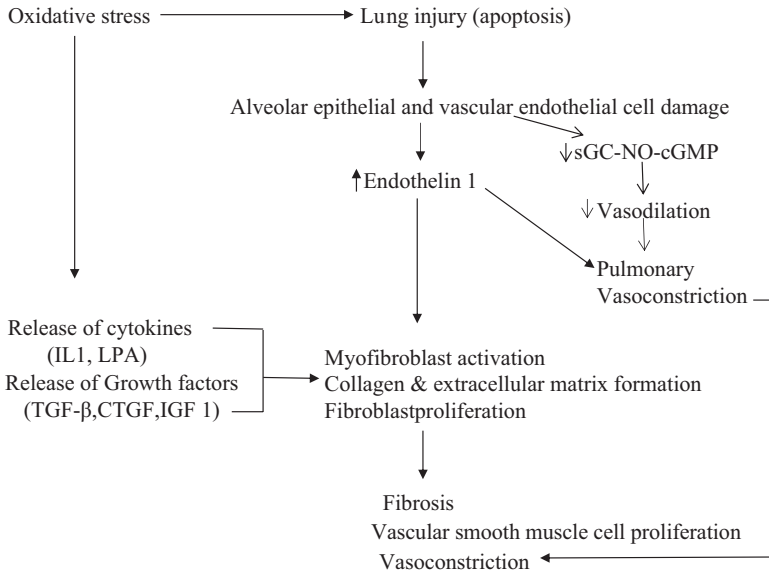 Oxidative stress
Lung injury (apoptosis)
Alveolar epithelial and vascular endothelial cell damage
↓sGC-NO-cGMP
↑Endothelin 1
↓Vasodilation
Pulmonary
Vasoconstriction
Release of cytokines
(IL1, LPA)
Release of Growth factors
(TGF-β,CTGF,IGF 1)
Myofibroblast activation
Collagen & extracellular matrix formation
Fibroblastproliferation
Fibrosis
Vascular smooth muscle cell proliferation
Vasoconstriction